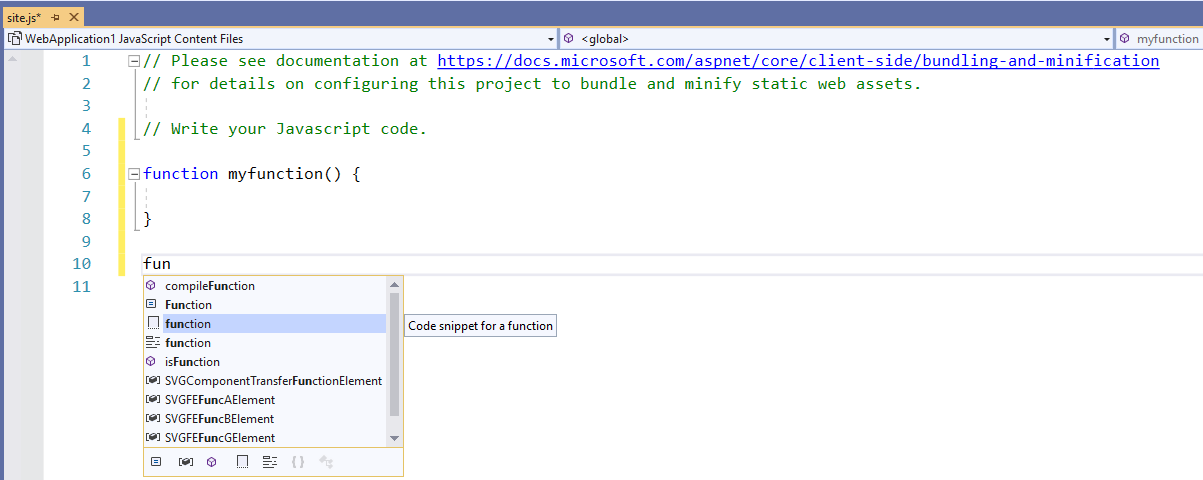 site.js*
WebApplication1 JavaScript Content Files
<global>
myfunction
1 // Please see documentation at https://docs.microsoft.com/aspnet/core/client-side/bundling-and-minification
2 // for details on configuring this project to bundle and minify static web assets.
3
4 // Write your Javascript code.
5
6 function myfunction() {
7
8 }
9
10 fun
11
compileFunction
Function
function
Code snippet for a function
function
isFunction
SVGComponentTransferFunctionElement
SVGFEFuncAElement
SVGFEFuncBElement
SVGFEFuncGElement
{ }